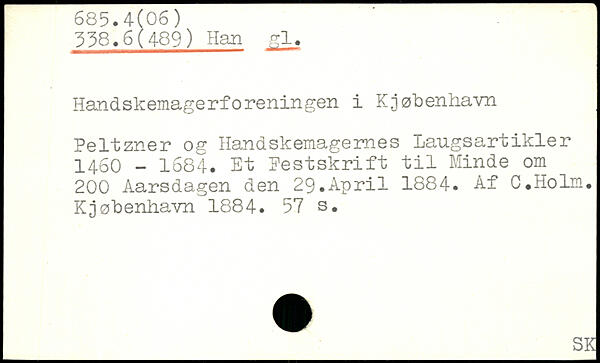 685.4(06)
338.6(489) Han gl.
Handskemagerforeningen i Kjøbenhavn
Peltzner og Handskemagernes Laugsartikler
1460 - 1684. Et Festskrift til Minde om
200 Aarsdagen den 29.April 1884. Af C.Holm.
Kjøbenhavn 1884. 57 s.
SK